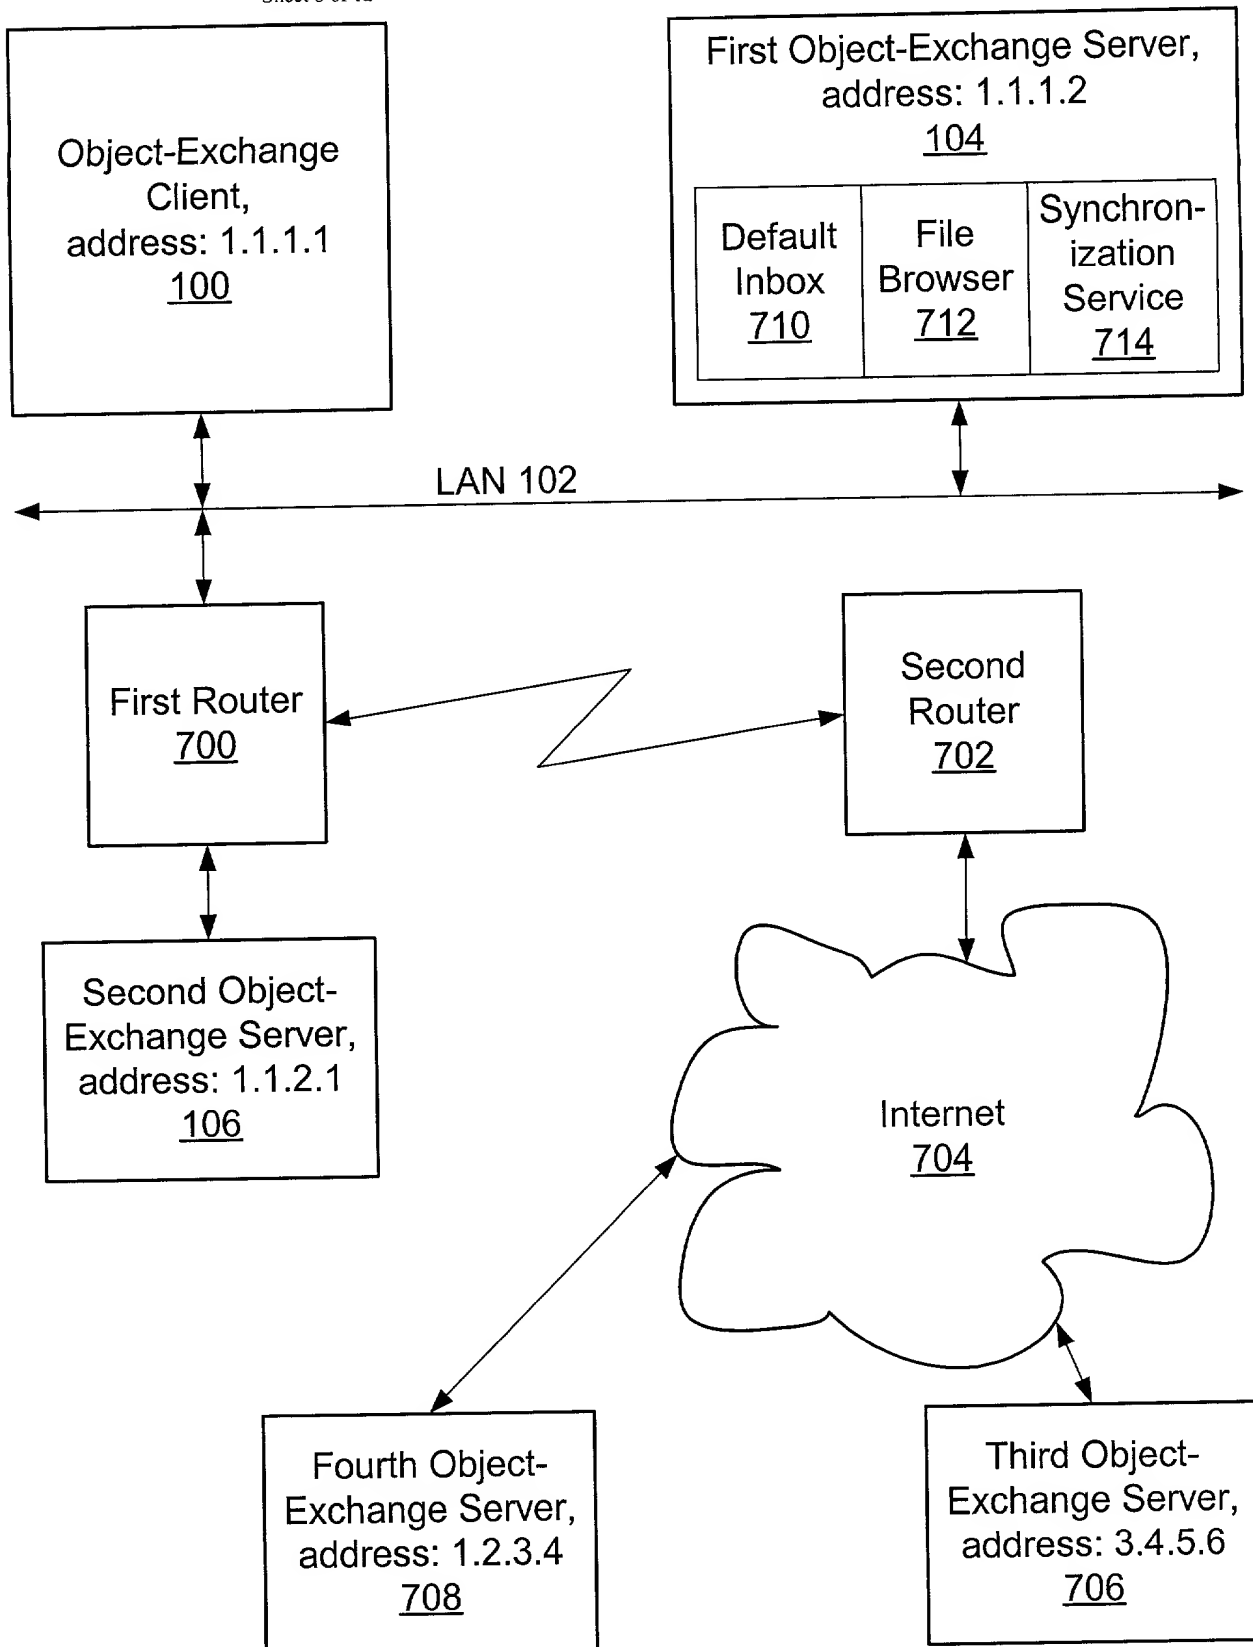 Object-Exchange
Client,
address: 1.1.1.1
100
First Object-Exchange Server,
address: 1.1.1.2
104
Default
Inbox
710
File
Browser
712
Synchron-
ization
Service
714
LAN 102
First Router
700
Second
Router
702
Second Object-
Exchange Server,
address: 1.1.2.1
106
Internet
704
Fourth Object-
Exchange Server,
address: 1.2.3.4
708
Third Object-
Exchange Server,
address: 3.4.5.6
706